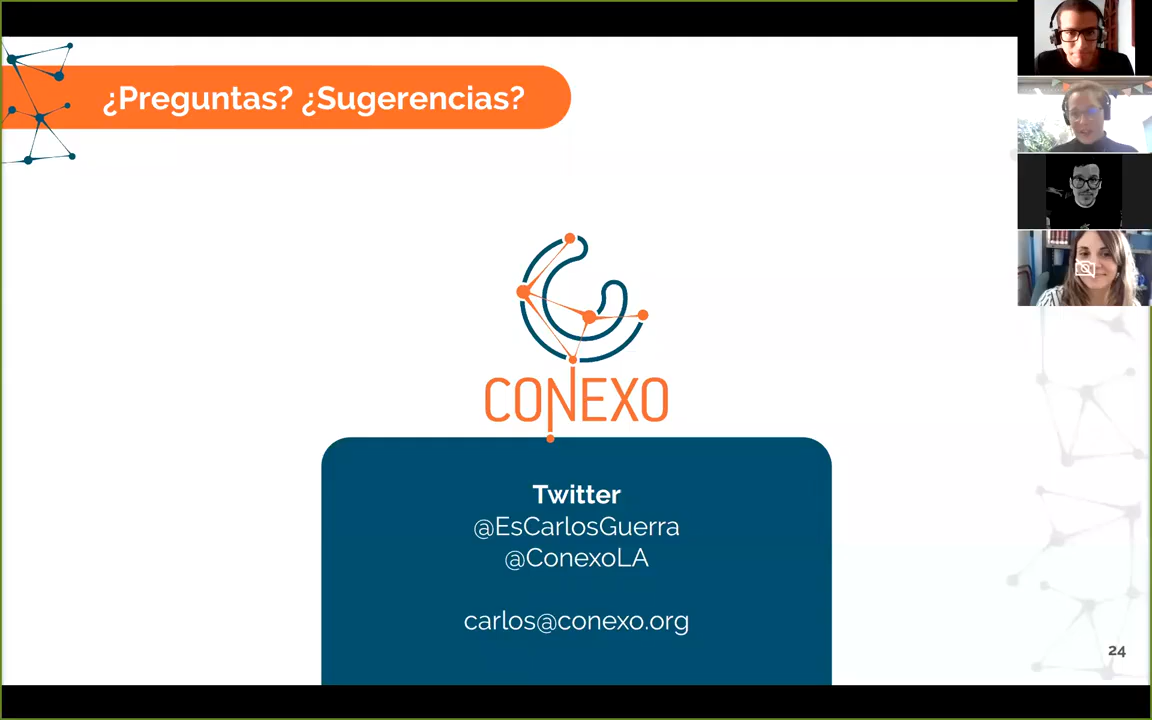 ¿Preguntas? ¿Sugerencias?
CONEXO
Twitter
@EsCarlosGuerra
@ConexoLA
carlos@conexo.org
24